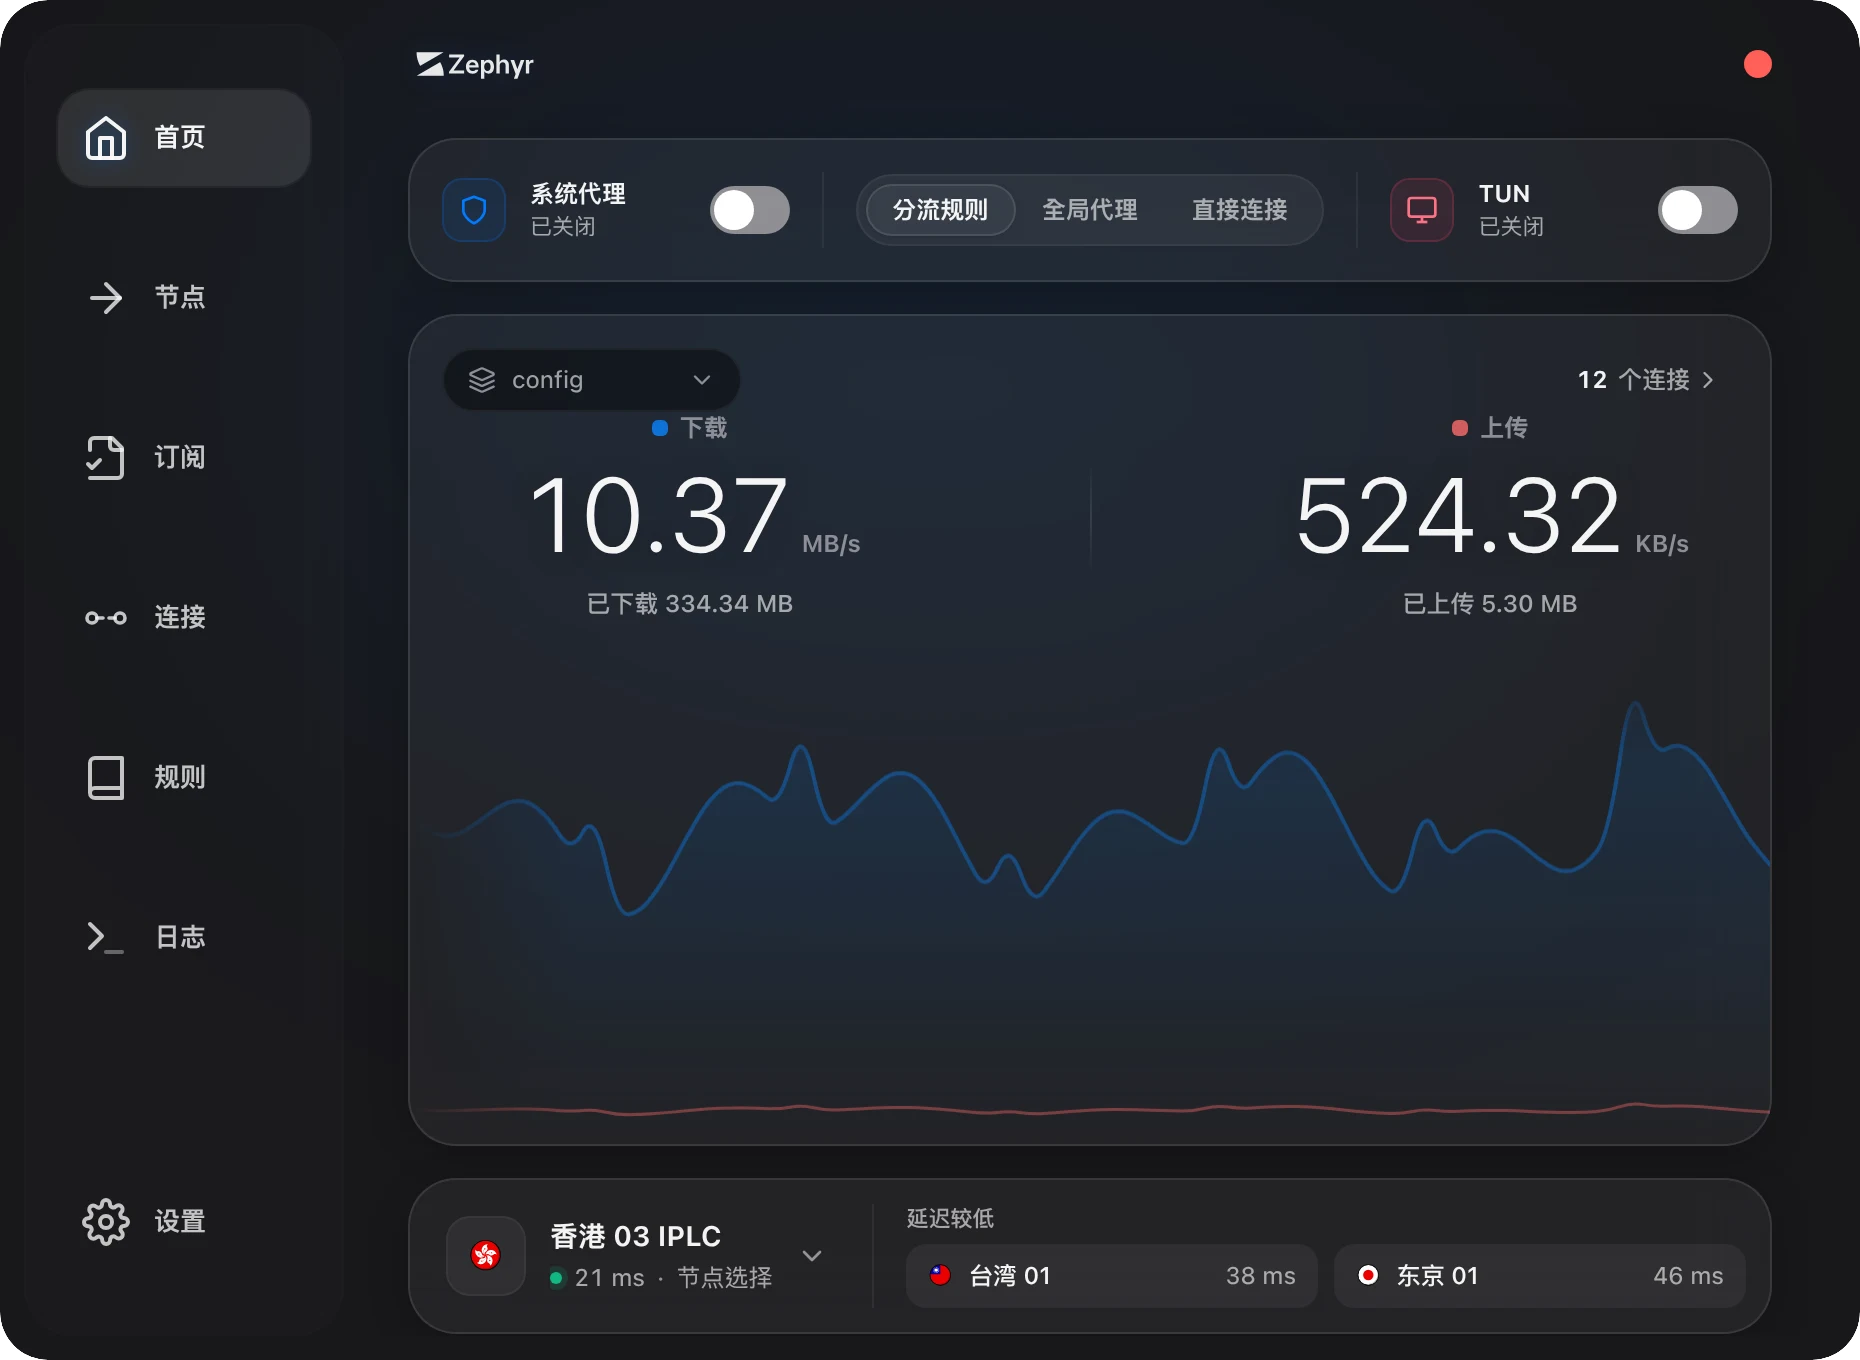 Zephyr
首页
节点
订阅
连接
规则
日志
设置
系统代理
已关闭
分流规则 全局代理 直接连接
TUN
已关闭
config
12 个连接
下载
10.37 MB/s
已下载 334.34 MB
上传
524.32 KB/s
已上传 5.30 MB
香港 03 IPLC
21 ms · 节点选择
延迟较低
台湾 01 38 ms
东京 01 46 ms